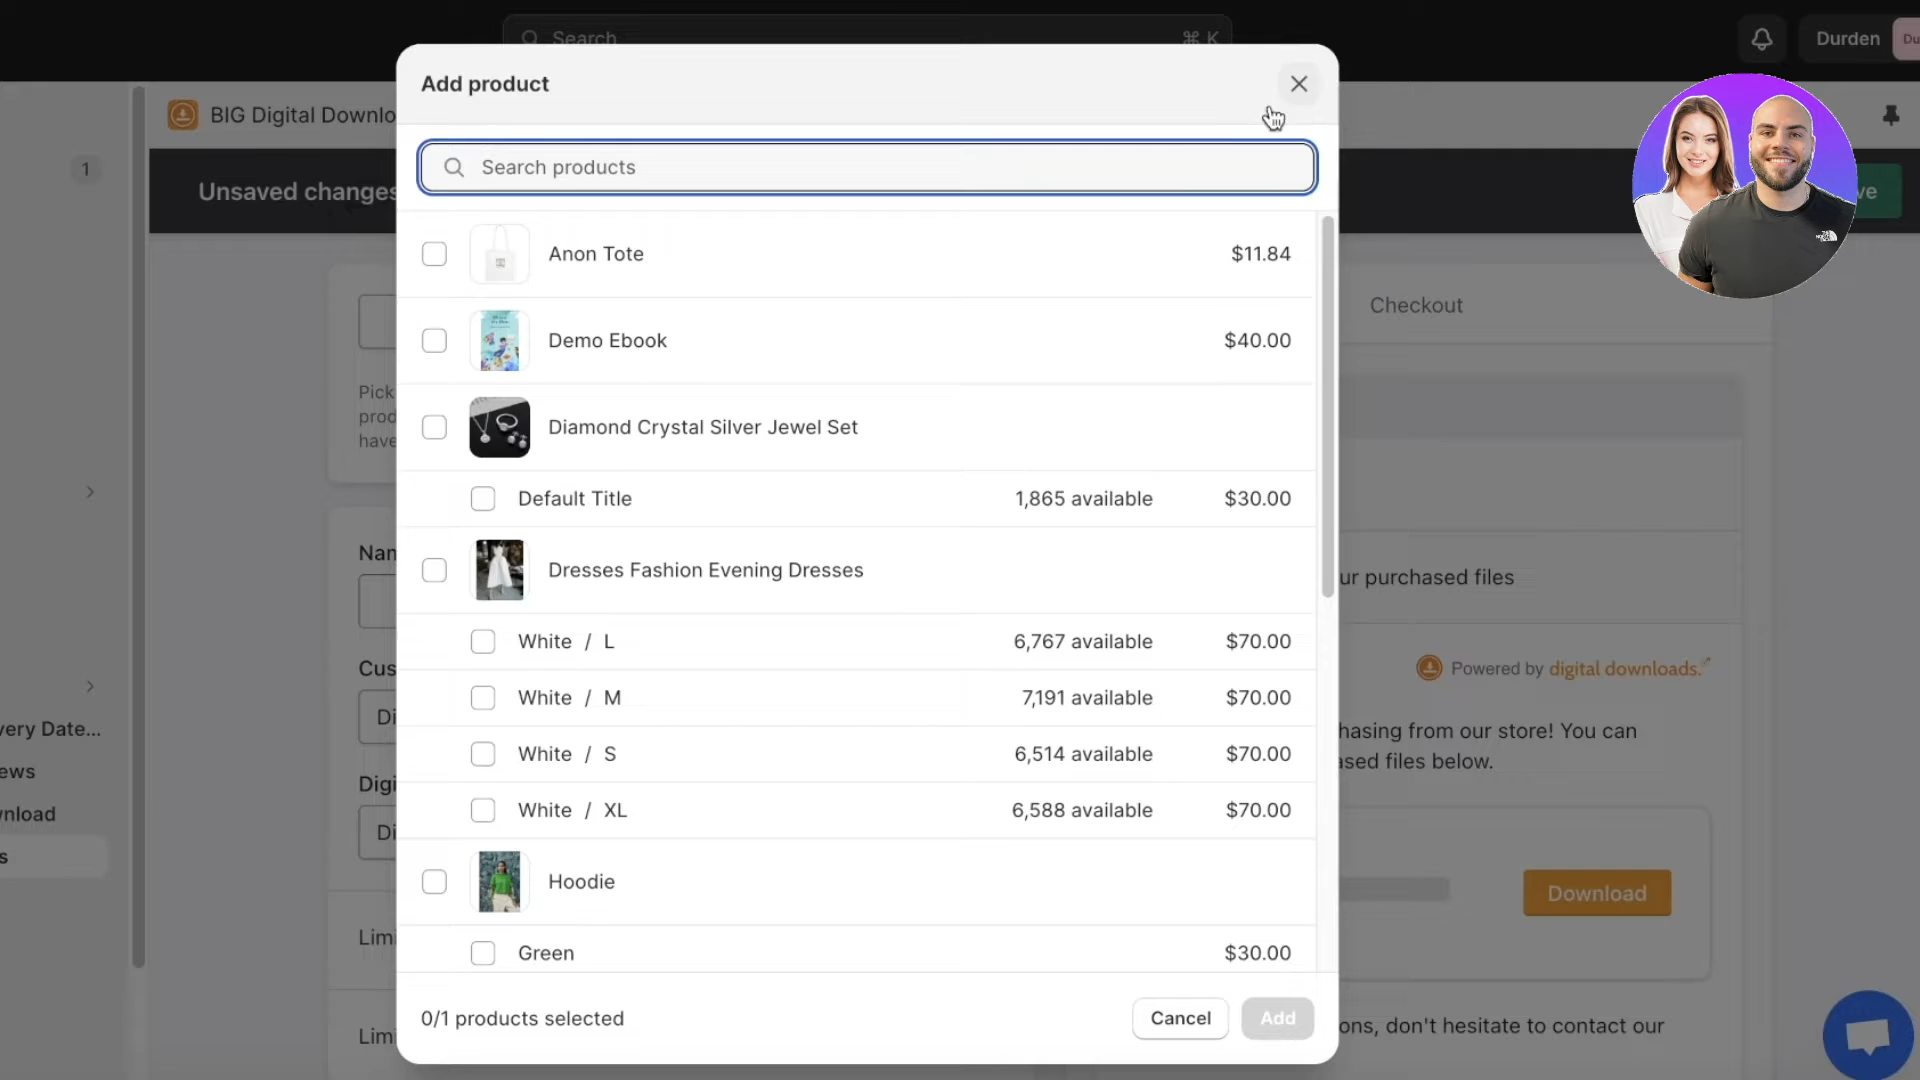 Search
⌘ K
Durden
Du
Add product
BIG Digital Downlo
1
Search products
Unsaved changes
ve
Anon Tote
$11.84
Checkout
Demo Ebook
$40.00
Pick
prod
have
Diamond Crystal Silver Jewel Set
Default Title
1,865 available
$30.00
Nan
Dresses Fashion Evening Dresses
ur purchased files
White / L
6,767 available
$70.00
Cus
Powered by digital downloads.
White / M
7,191 available
$70.00
Di
very Date...
hasing from our store! You can
White / S
6,514 available
$70.00
ased files below.
ews
Digi
White / XL
6,588 available
$70.00
wnload
Di
s
Hoodie
Download
Limi
Green
$30.00
0/1 products selected
Cancel
Add
ons, don't hesitate to contact our
Limi